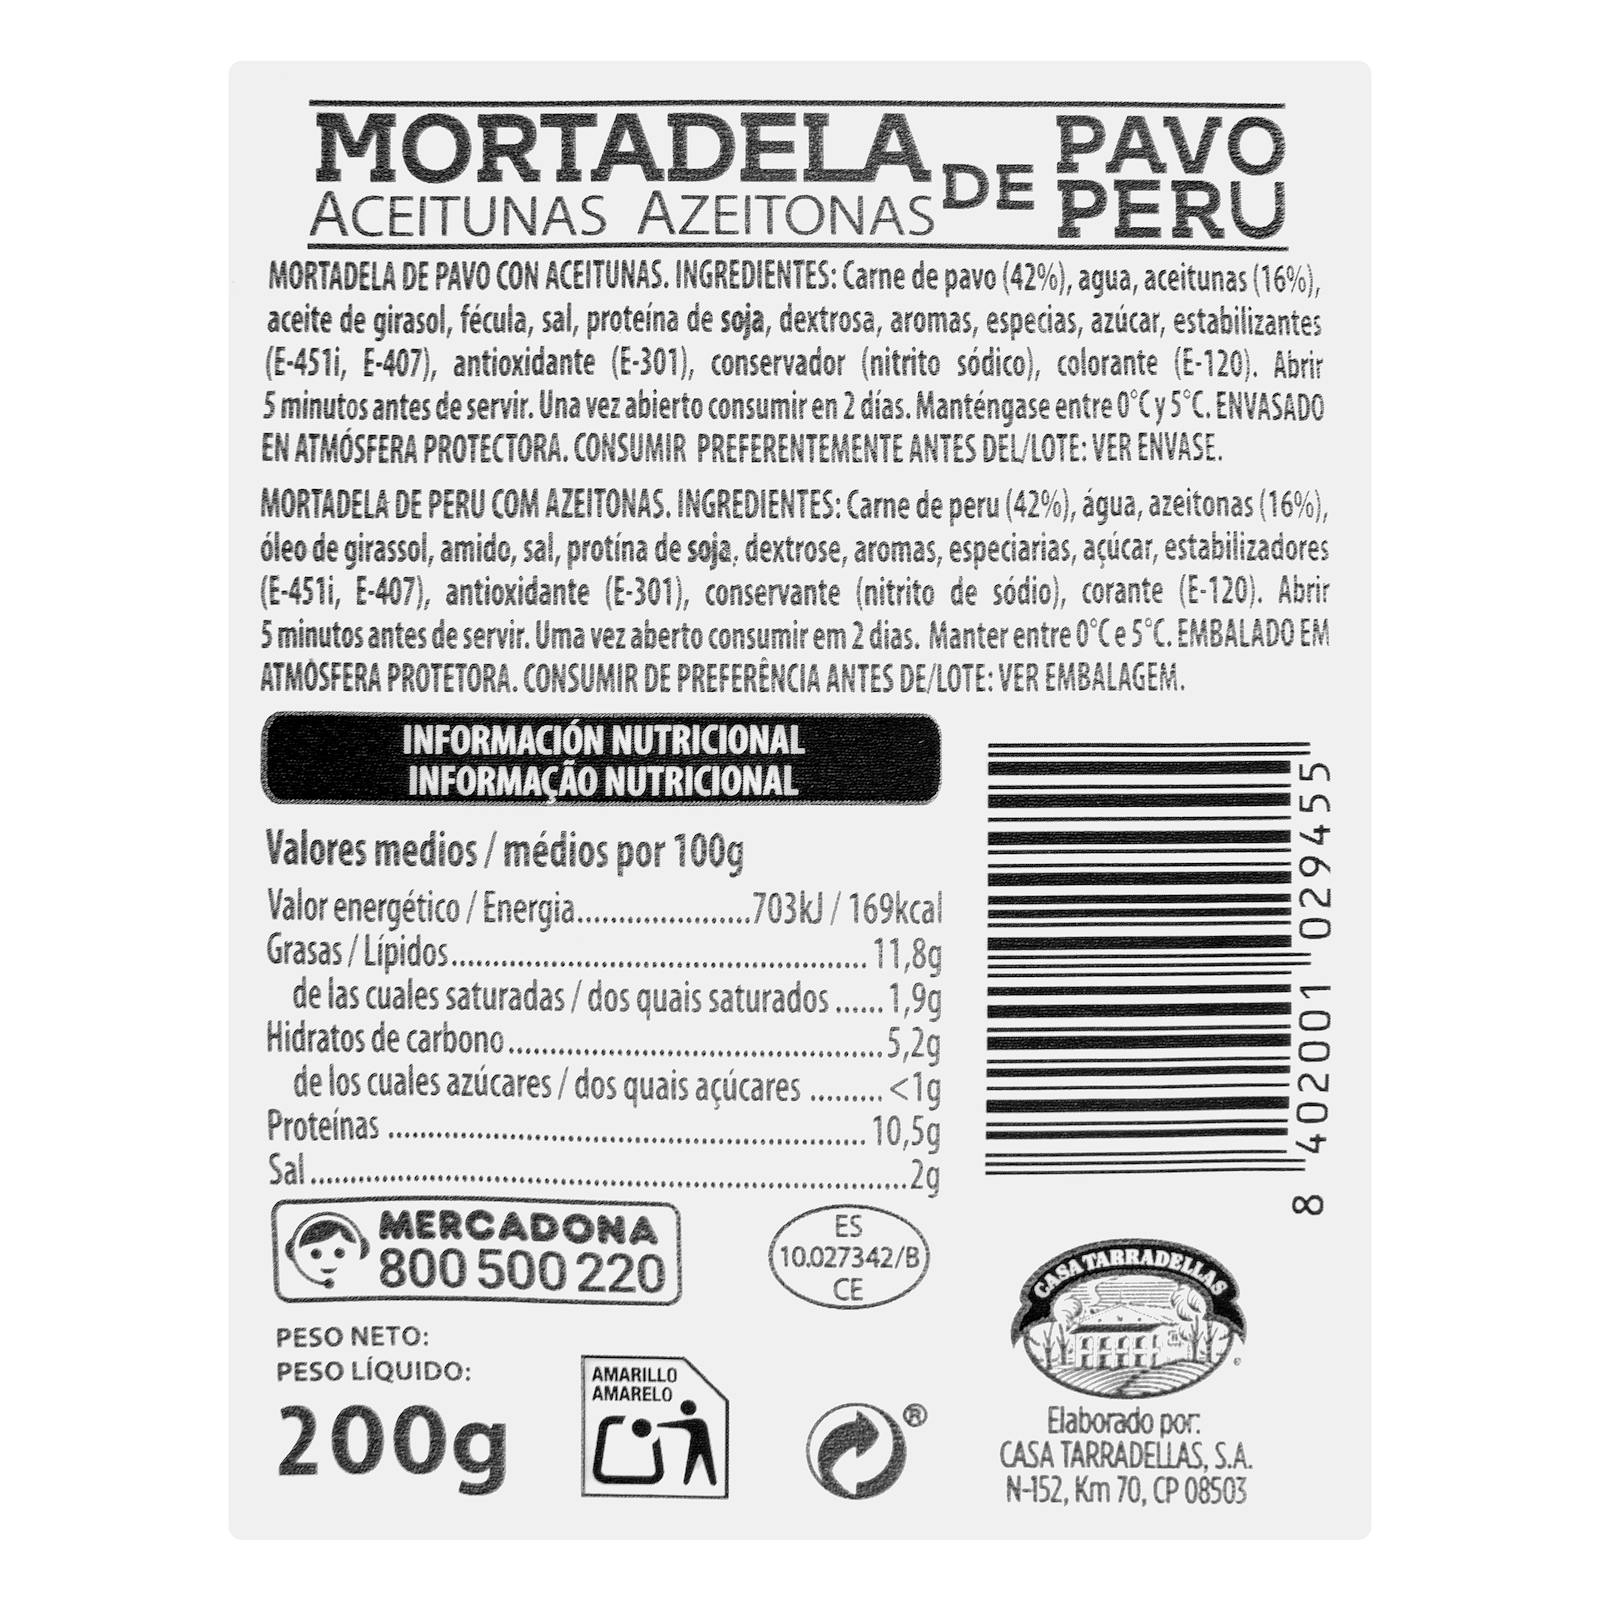 MORTADELA DE PAVO
ACEITUNAS AZEITONAS PERU
MORTADELA DE PAVO CON ACEITUNAS. INGREDIENTES: Carne de pavo (42%), agua, aceitunas (16%),
aceite de girasol, fécula, sal, proteína de soja, dextrosa, aromas, especias, azúcar, estabilizantes
(E-451i, E-407), antioxidante (E-301), conservador (nitrito sódico), colorante (E-120). Abrir
5 minutos antes de servir. Una vez abierto consumir en 2 días. Manténgase entre 0°C y 5°C. ENVASADO
EN ATMÓSFERA PROTECTORA. CONSUMIR PREFERENTEMENTE ANTES DEL/LOTE: VER ENVASE.
MORTADELA DE PERU COM AZEITONAS. INGREDIENTES: Carne de peru (42%), água, azeitonas (16%),
óleo de girassol, amido, sal, protína de soja, dextrose, aromas, especiarias, açúcar, estabilizadores
(E-451i, E-407), antioxidante (E-301), conservante (nitrito de sódio), corante (E-120). Abrir
5 minutos antes de servir. Uma vez aberto consumir em 2 dias. Manter entre 0°C e 5°C. EMBALADO EM
ATMÓSFERA PROTETORA. CONSUMIR DE PREFERÊNCIA ANTES DE/LOTE: VER EMBALAGEM.
INFORMACIÓN NUTRICIONAL
INFORMAÇÃO NUTRICIONAL
Valores medios / médios por 100g
Valor energético / Energia....................703kJ / 169kcal
Grasas / Lípidos................................................. 11,8g
de las cuales saturadas / dos quais saturados ...... 1,9g
Hidratos de carbono............................................5,2g
de los cuales azúcares / dos quais açúcares ......... <1g
Proteínas ......................................................... 10,5g
Sal.......................................................................2g
8 402001 029455
MERCADONA
800 500 220
ES
10.027342/B
CE
CASA TARRADELLAS
PESO NETO:
PESO LÍQUIDO:
200g
AMARILLO
AMARELO
®
Elaborado por:
CASA TARRADELLAS, S.A.
N-152, Km 70, CP 08503